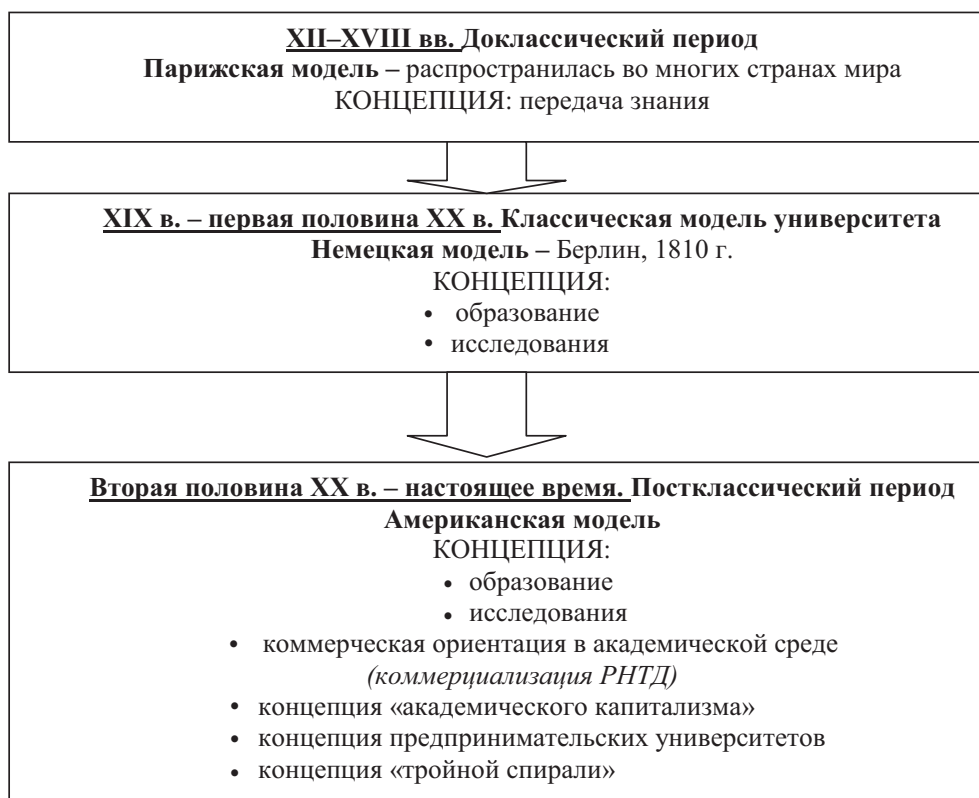 XII–XVIII вв. Доклассический период
Парижская модель – распространилась во многих странах мира
КОНЦЕПЦИЯ: передача знания
XIX в. – первая половина XX в. Классическая модель университета
Немецкая модель – Берлин, 1810 г.
КОНЦЕПЦИЯ:
• образование
• исследования
Вторая половина XX в. – настоящее время. Постклассический период
Американская модель
КОНЦЕПЦИЯ:
• образование
• исследования
• коммерческая ориентация в академической среде
(коммерциализация РНТД)
• концепция «академического капитализма»
• концепция предпринимательских университетов
• концепция «тройной спирали»